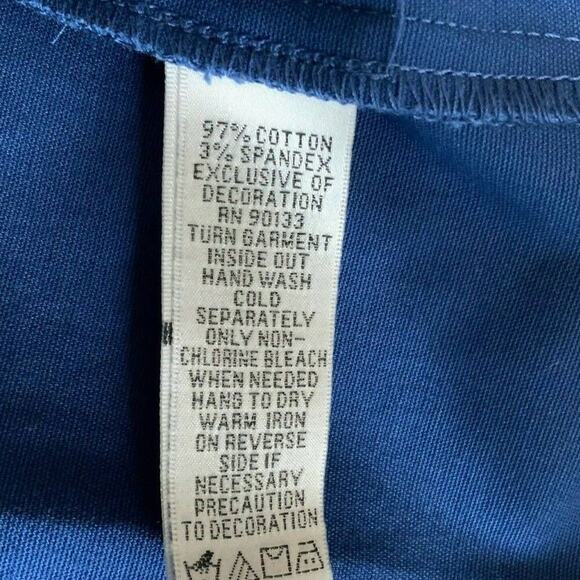 97% COTTON
3% SPANDEX
EXCLUSIVE OF
DECORATION
RN 90133
TURN GARMENT
INSIDE OUT
HAND WASH
COLD
SEPARATELY
ONLY NON-
CHLORINE BLEACH
WHEN NEEDED
HANG TO DRY
WARM IRON
ON REVERSE
SIDE IF
NECESSARY
PRECAUTION
TO DECORATION